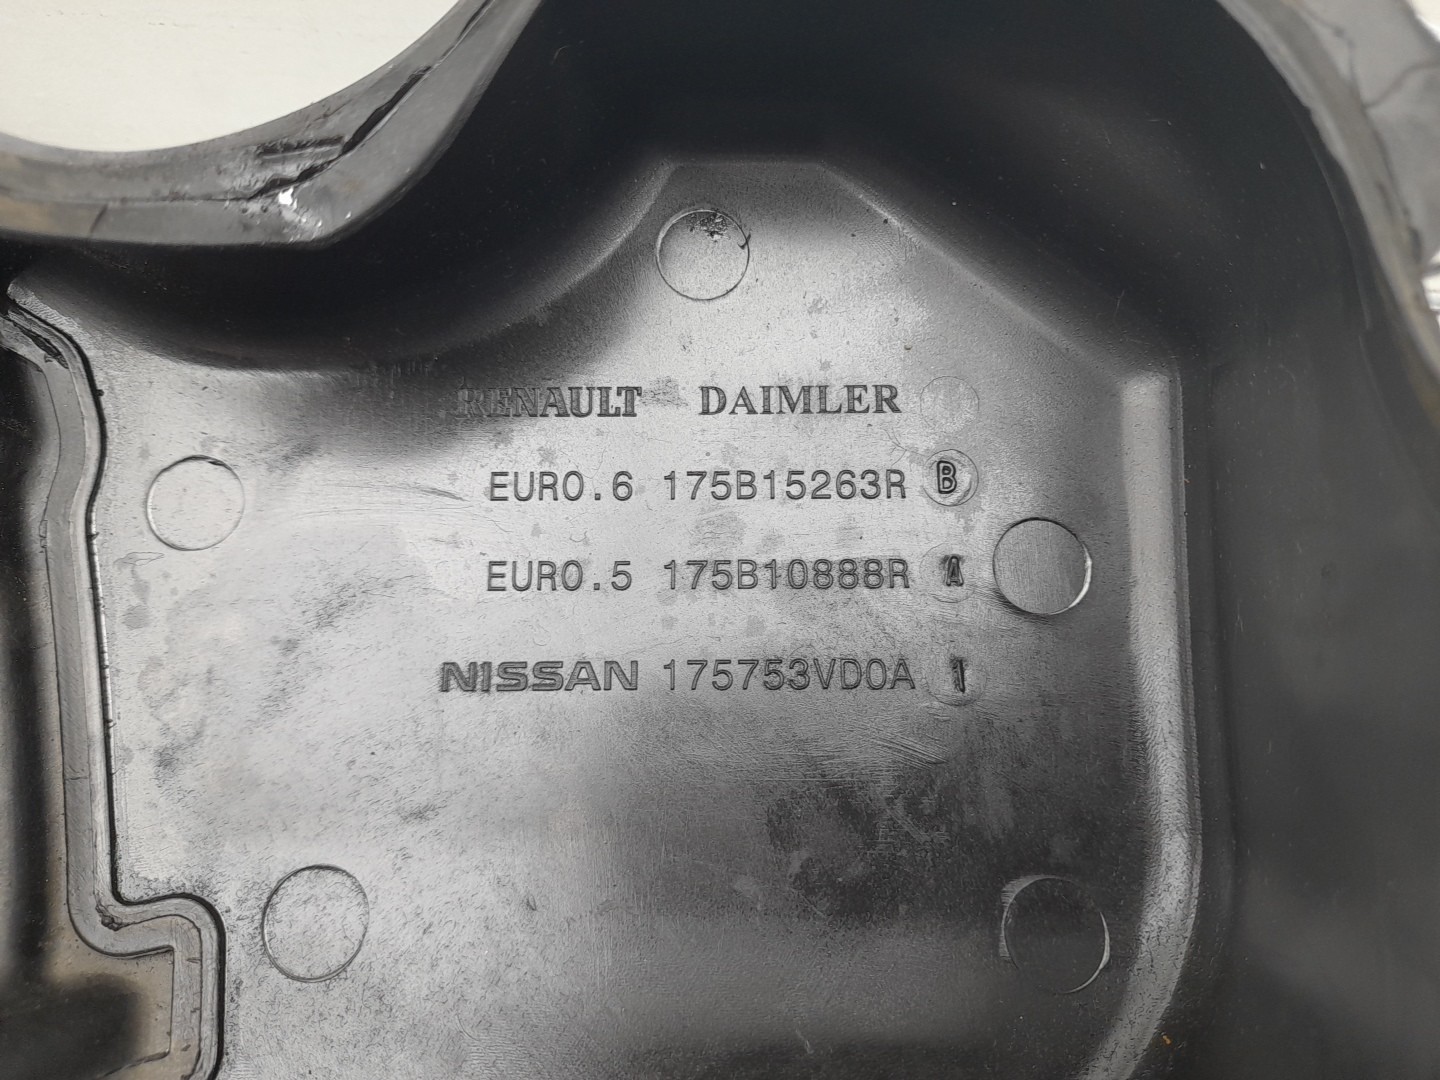 RENAULT DAIMLER
EURO.6 175B15263R B
EURO.5 175B10888R A
NISSAN 175753VD0A 1